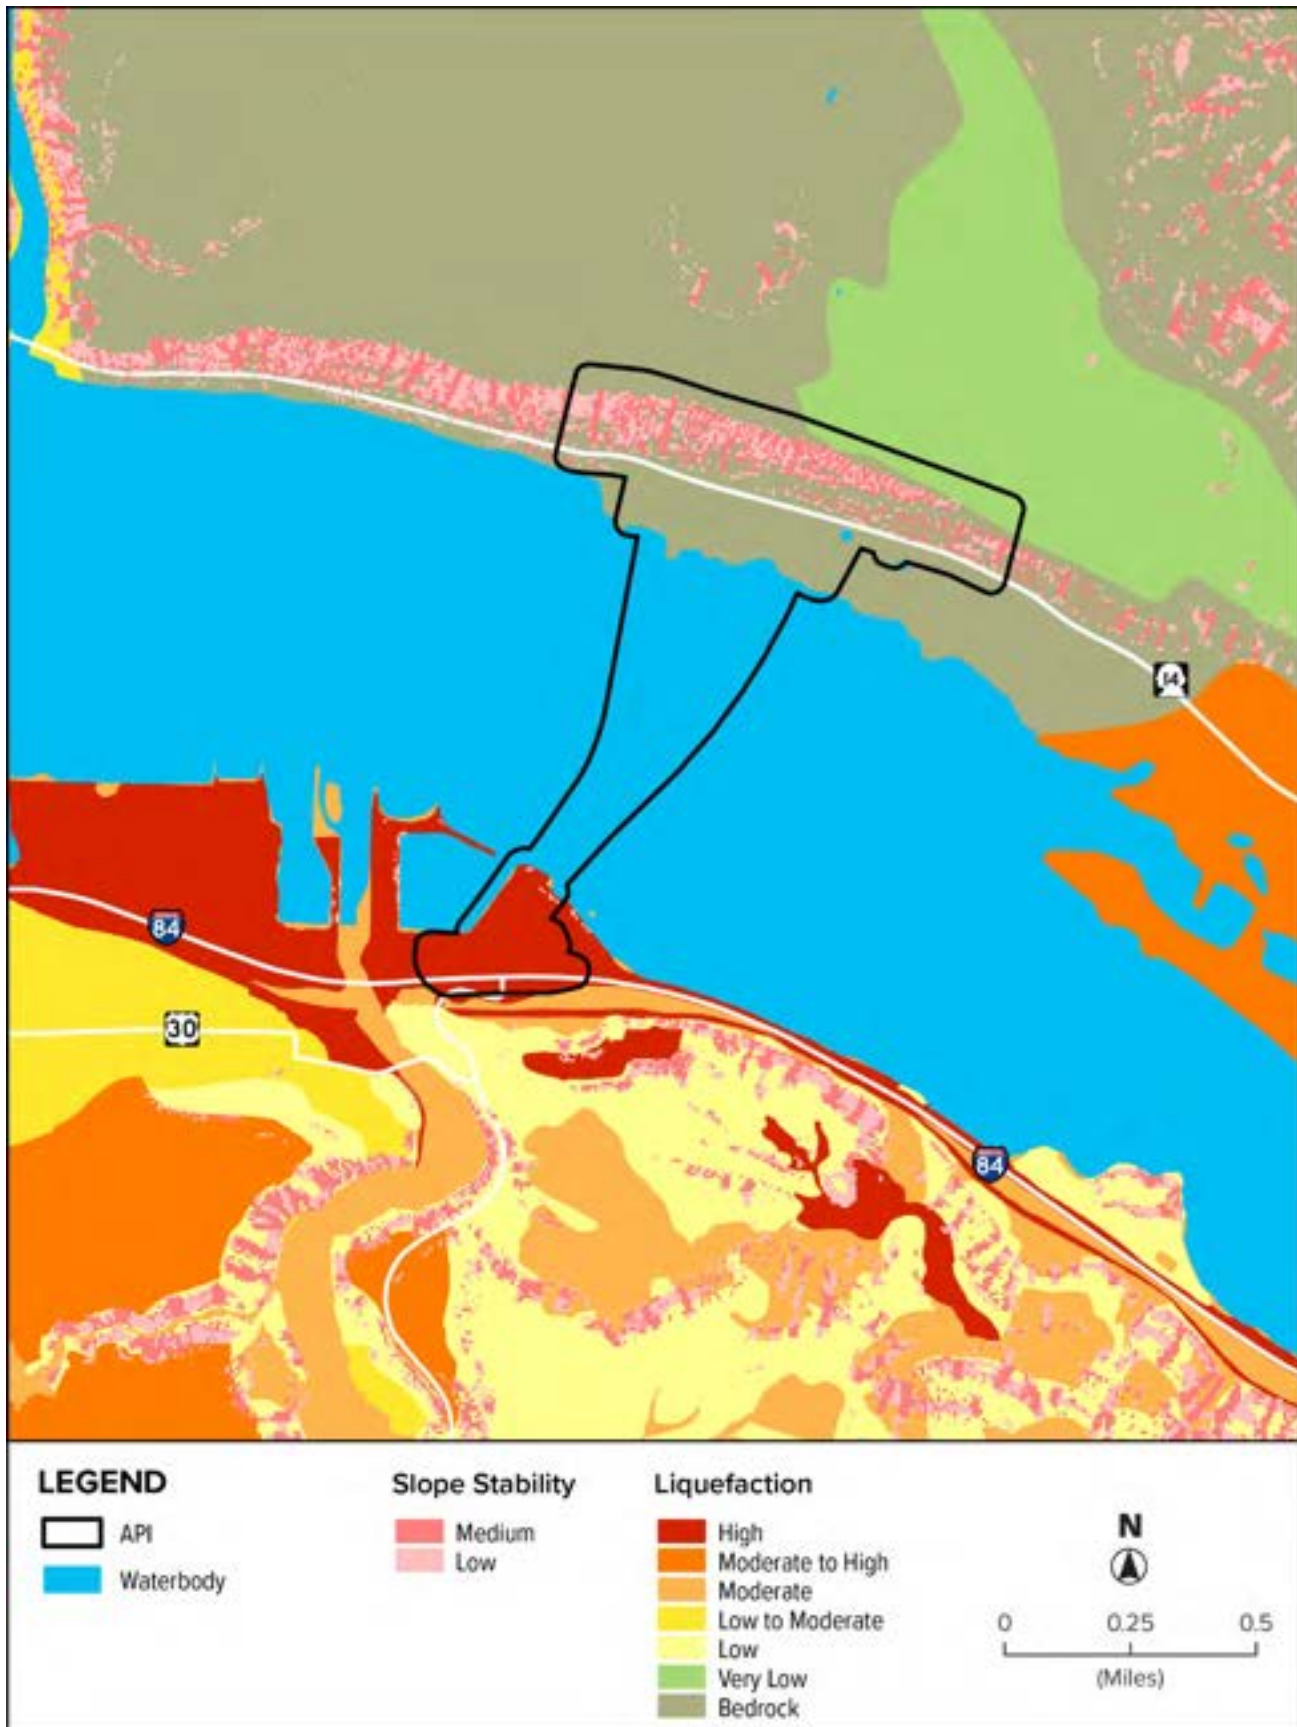 14
84
30
84
LEGEND
API
Waterbody
Slope Stability
Medium
Low
Liquefaction
High
Moderate to High
Moderate
Low to Moderate
Low
Very Low
Bedrock
N
0 0.25 0.5
(Miles)